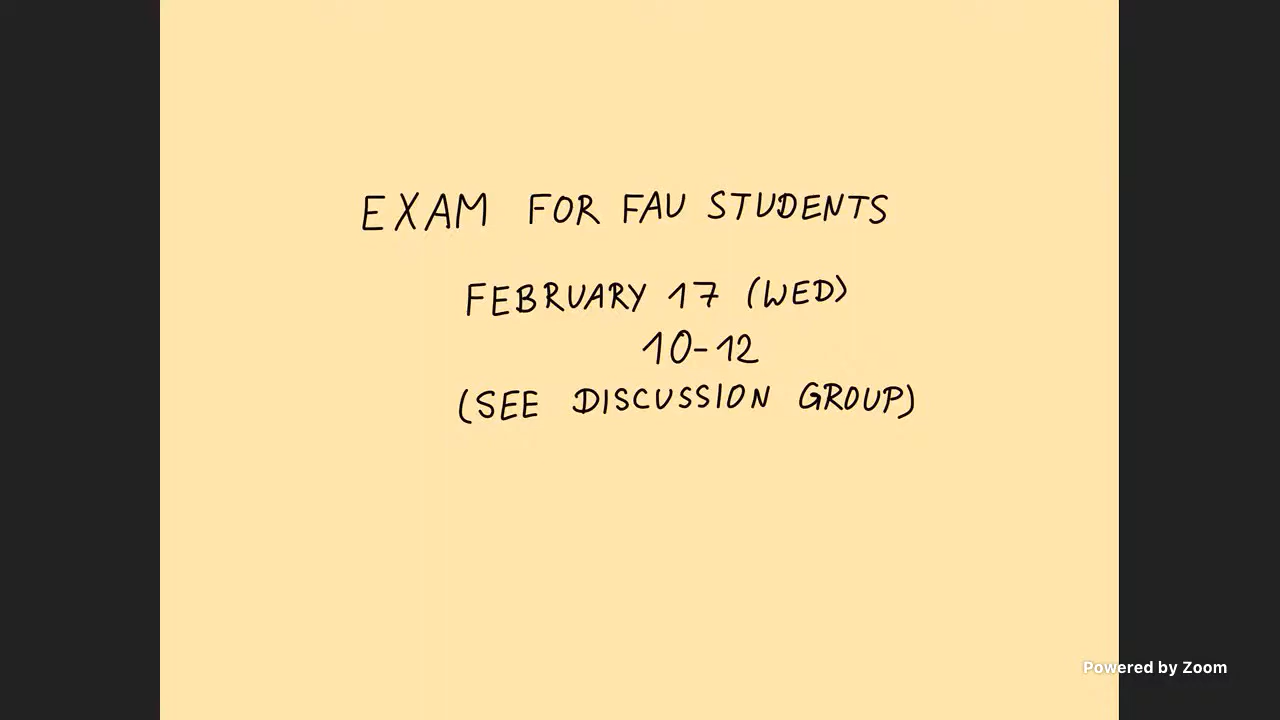 EXAM FOR FAU STUDENTS
FEBRUARY 17 (WED)
10-12
(SEE DISCUSSION GROUP)
Powered by Zoom